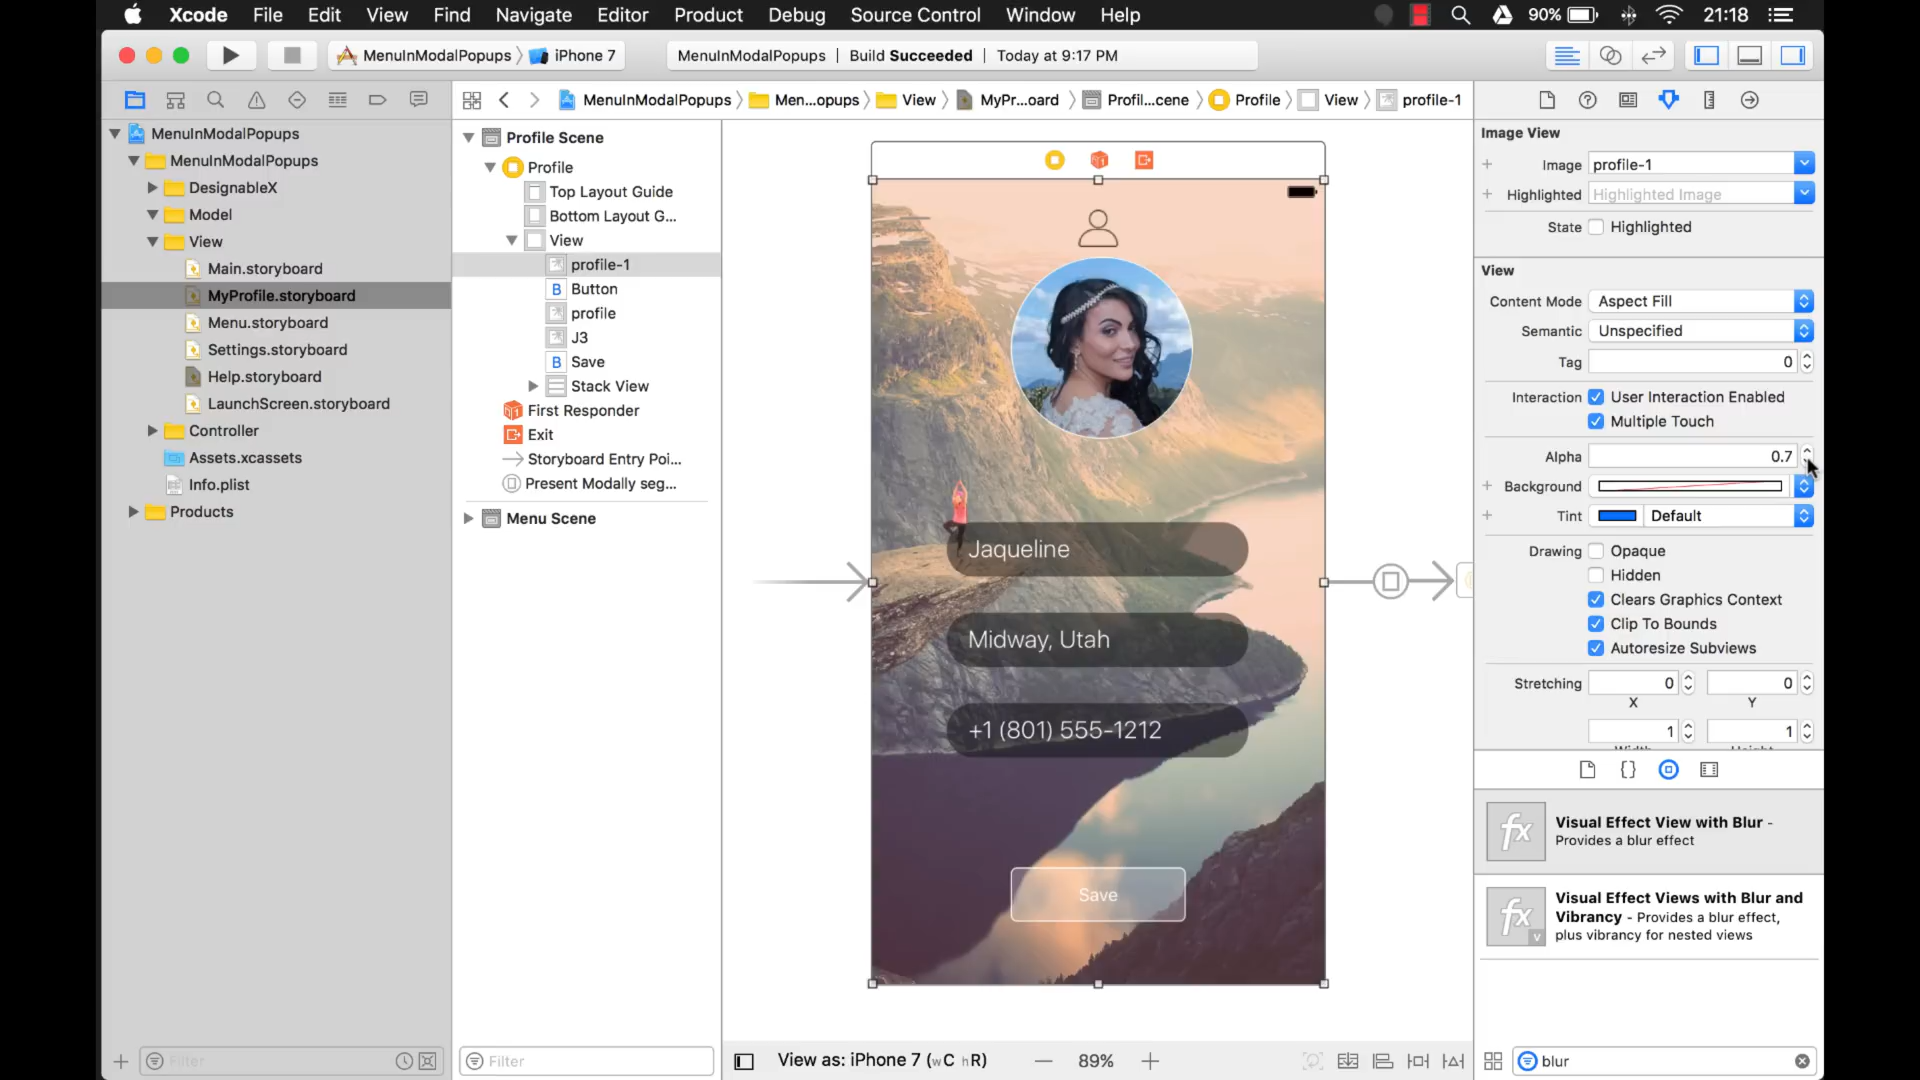 Xcode File Edit View Find Navigate Editor Product Debug Source Control Window Help 90% 21:18
MenuInModalPopups iPhone 7 MenuInModalPopups Build Succeeded Today at 9:17 PM
MenuInModalPopups Men...opups View MyPr...oard Profil...cene Profile View profile-1
MenuInModalPopups
MenuInModalPopups
DesignableX
Model
View
Main.storyboard
MyProfile.storyboard
Menu.storyboard
Settings.storyboard
Help.storyboard
LaunchScreen.storyboard
Controller
Assets.xcassets
Info.plist
Products
Filter
Profile Scene
Profile
Top Layout Guide
Bottom Layout G...
View
profile-1
B Button
profile
J3
B Save
Stack View
First Responder
Exit
Storyboard Entry Poi...
Present Modally seg...
Menu Scene
Filter
Jaqueline
Midway, Utah
+1 (801) 555-1212
Save
View as: iPhone 7 (wC hR) 89%
Image View
Image profile-1
Highlighted Highlighted Image
State Highlighted
View
Content Mode Aspect Fill
Semantic Unspecified
Tag 0
Interaction User Interaction Enabled
Multiple Touch
Alpha 0.7
Background
Tint Default
Drawing Opaque
Hidden
Clears Graphics Context
Clip To Bounds
Autoresize Subviews
Stretching 0 0
X Y
1 1
Width Height
{}
fx Visual Effect View with Blur -
Provides a blur effect
fx Visual Effect Views with Blur and
Vibrancy - Provides a blur effect,
plus vibrancy for nested views
blur